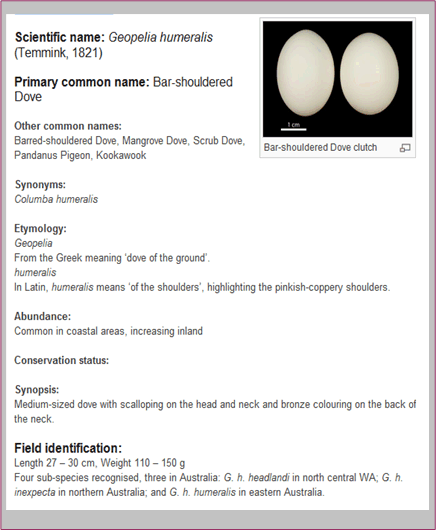 Scientific name: Geopelia humeralis
(Temmink, 1821)
Primary common name: Bar-shouldered
Dove
1 cm
Bar-shouldered Dove clutch
Other common names:
Barred-shouldered Dove, Mangrove Dove, Scrub Dove,
Pandanus Pigeon, Kookawook
Synonyms:
Columba humeralis
Etymology:
Geopelia
From the Greek meaning ‘dove of the ground’.
humeralis
In Latin, humeralis means ‘of the shoulders’, highlighting the pinkish-coppery shoulders.
Abundance:
Common in coastal areas, increasing inland
Conservation status:
Synopsis:
Medium-sized dove with scalloping on the head and neck and bronze colouring on the back of
the neck.
Field identification:
Length 27 – 30 cm, Weight 110 – 150 g
Four sub-species recognised, three in Australia: G. h. headlandi in north central WA; G. h.
inexpecta in northern Australia; and G. h. humeralis in eastern Australia.